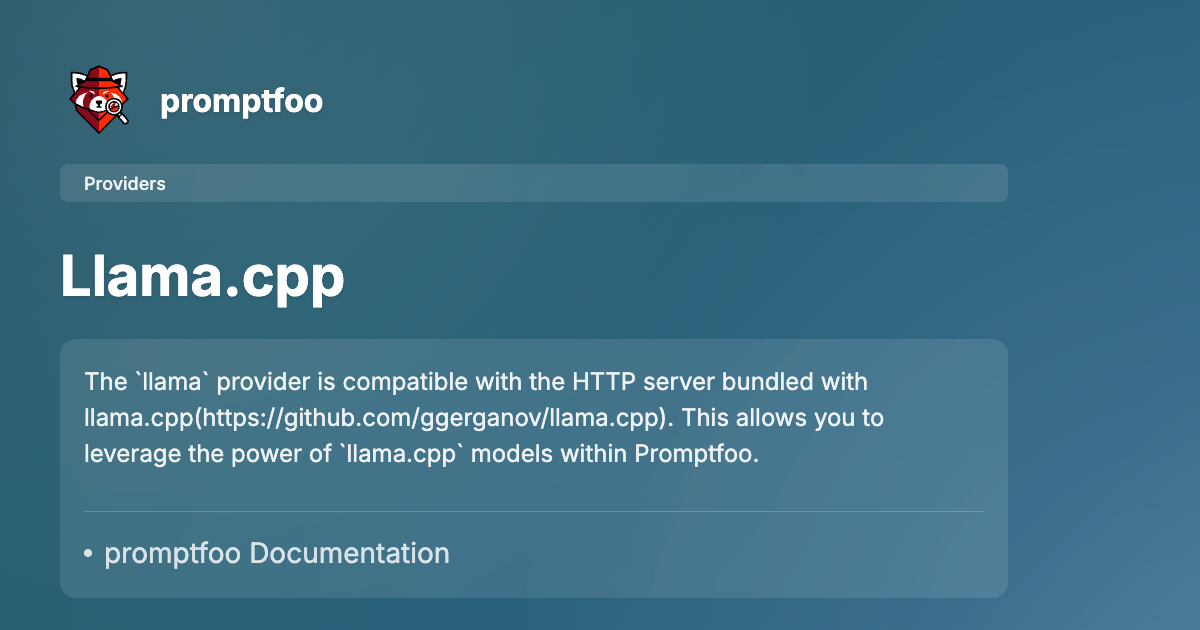 promptfoo
Providers
Llama.cpp
The `llama` provider is compatible with the HTTP server bundled with
llama.cpp(https://github.com/ggerganov/llama.cpp). This allows you to
leverage the power of `llama.cpp` models within Promptfoo.
• promptfoo Documentation